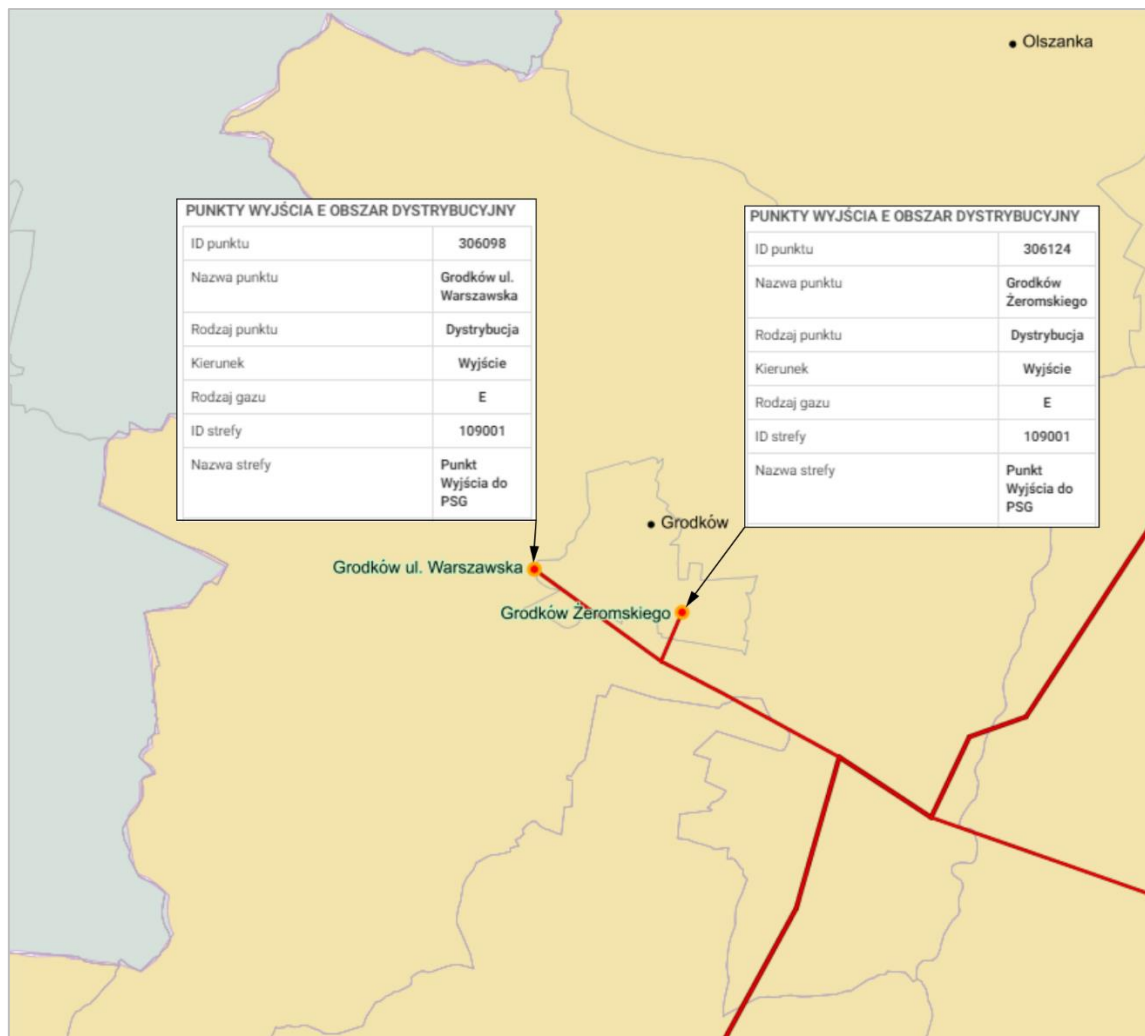 Olszanka
PUNKTY WYJŚCIA E OBSZAR DYSTRYBUCYJNY
ID punktu 306098
Nazwa punktu Grodków ul.
Warszawska
Rodzaj punktu Dystrybucja
Kierunek Wyjście
Rodzaj gazu E
ID strefy 109001
Nazwa strefy Punkt
Wyjścia do
PSG
PUNKTY WYJŚCIA E OBSZAR DYSTRYBUCYJNY
ID punktu 306124
Nazwa punktu Grodków
Żeromskiego
Rodzaj punktu Dystrybucja
Kierunek Wyjście
Rodzaj gazu E
ID strefy 109001
Nazwa strefy Punkt
Wyjścia do
PSG
Grodków
Grodków ul. Warszawska
Grodków Żeromskiego